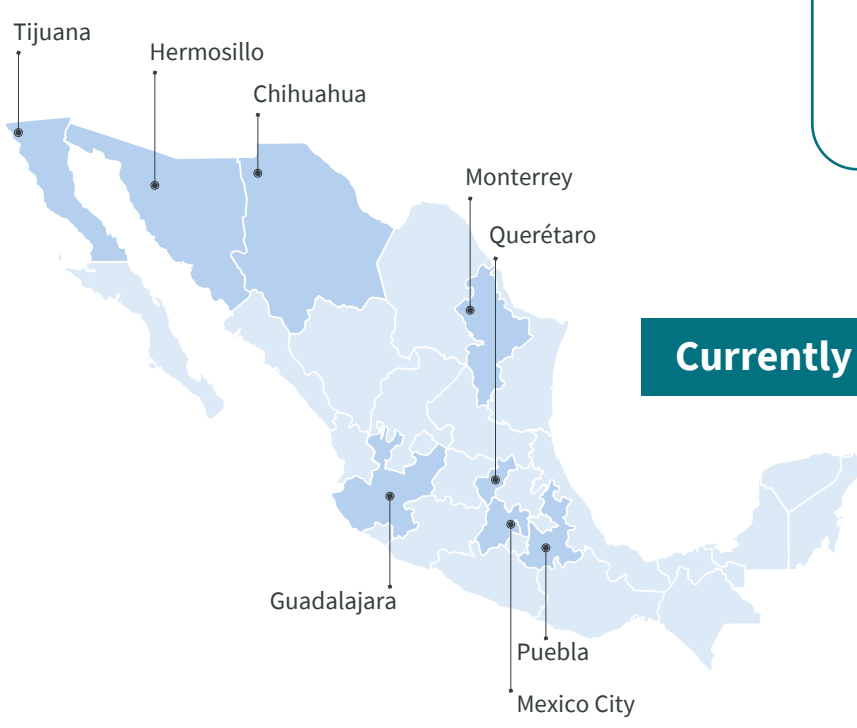 Tijuana
Hermosillo
Chihuahua
Monterrey
Querétaro
Currently
Guadalajara
Puebla
Mexico City